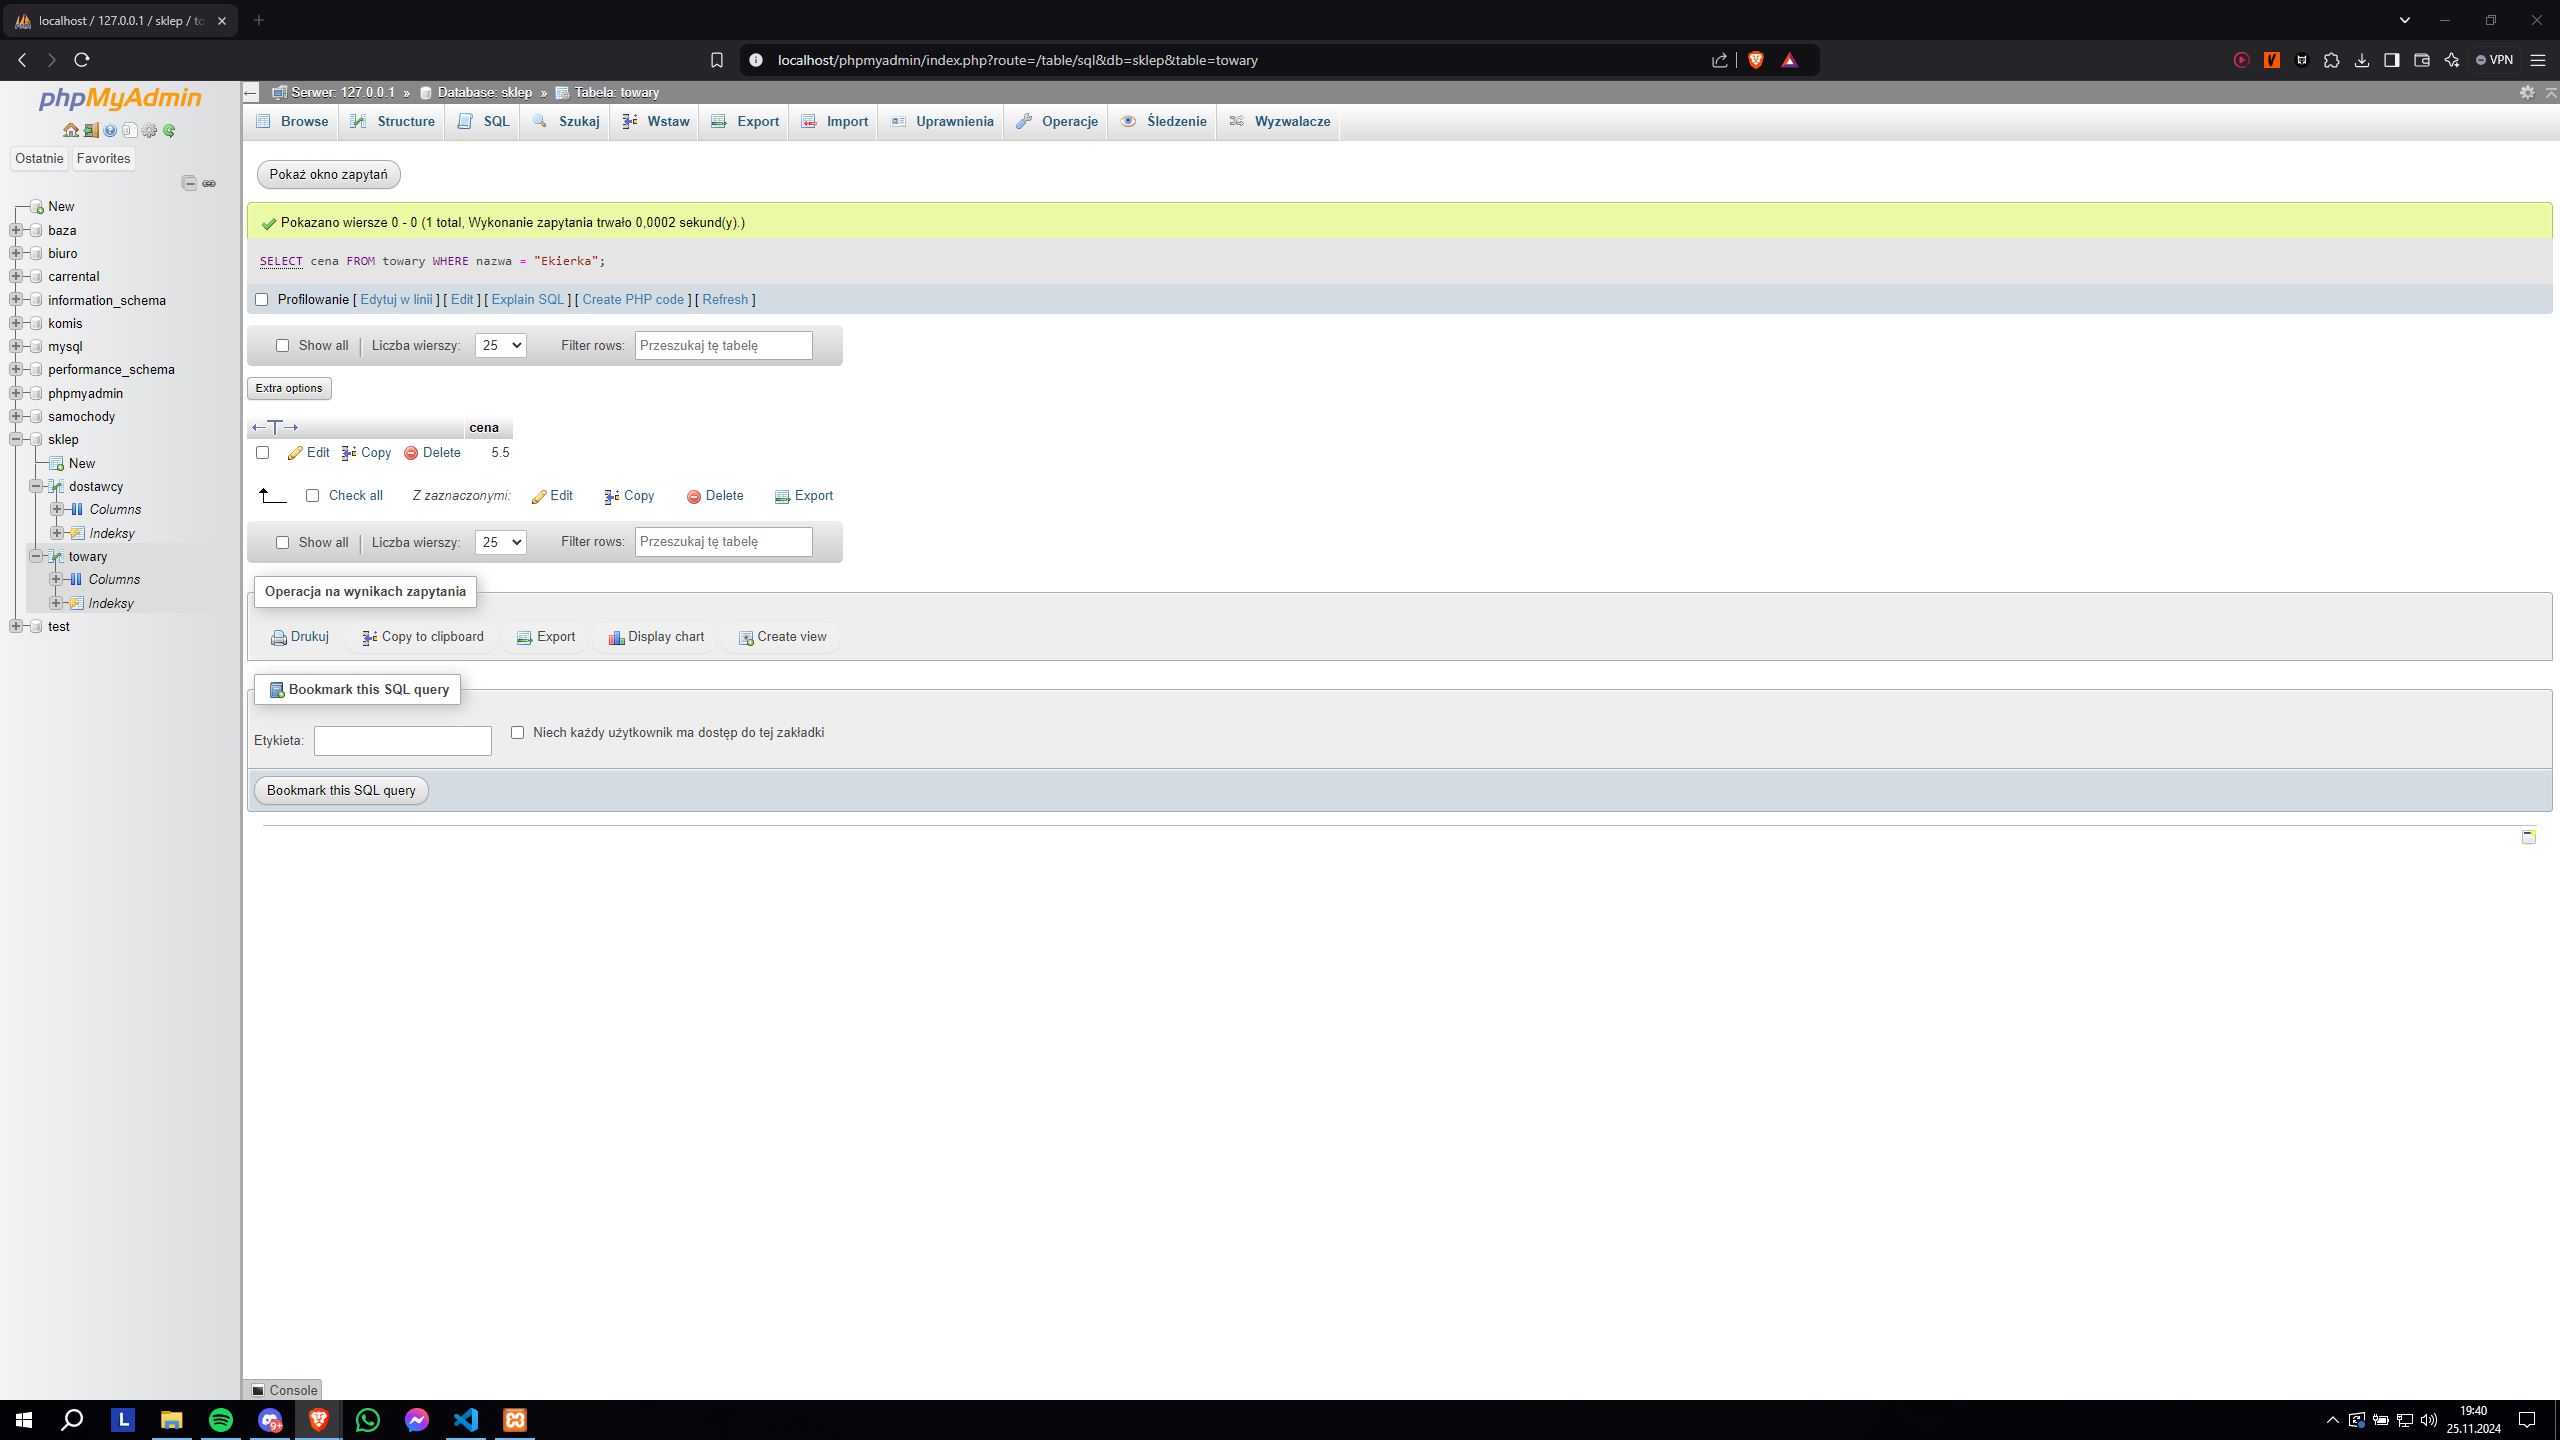 localhost / 127.0.0.1 / sklep / to
localhost/phpmyadmin/index.php?route=/table/sql&db=sklep&table=towary
VPN
phpMyAdmin
Ostatnie Favorites
New
baza
biuro
carrental
information_schema
komis
mysql
performance_schema
phpmyadmin
samochody
sklep
New
dostawcy
Columns
Indeksy
towary
Columns
Indeksy
test
Serwer: 127.0.0.1 » Database: sklep » Tabela: towary
Browse Structure SQL Szukaj Wstaw Export Import Uprawnienia Operacje Śledzenie Wyzwalacze
Pokaż okno zapytań
Pokazano wiersze 0 - 0 (1 total, Wykonanie zapytania trwało 0,0002 sekund(y).)
SELECT cena FROM towary WHERE nazwa = "Ekierka";
Profilowanie [ Edytuj w linii ] [ Edit ] [ Explain SQL ] [ Create PHP code ] [ Refresh ]
Show all Liczba wierszy: 25 Filter rows: Przeszukaj tę tabelę
Extra options
←T→ cena
Edit Copy Delete 5.5
Check all Z zaznaczonymi: Edit Copy Delete Export
Show all Liczba wierszy: 25 Filter rows: Przeszukaj tę tabelę
Operacja na wynikach zapytania
Drukuj Copy to clipboard Export Display chart Create view
Bookmark this SQL query
Etykieta: Niech każdy użytkownik ma dostęp do tej zakładki
Bookmark this SQL query
Console
L
9+
19:40
25.11.2024